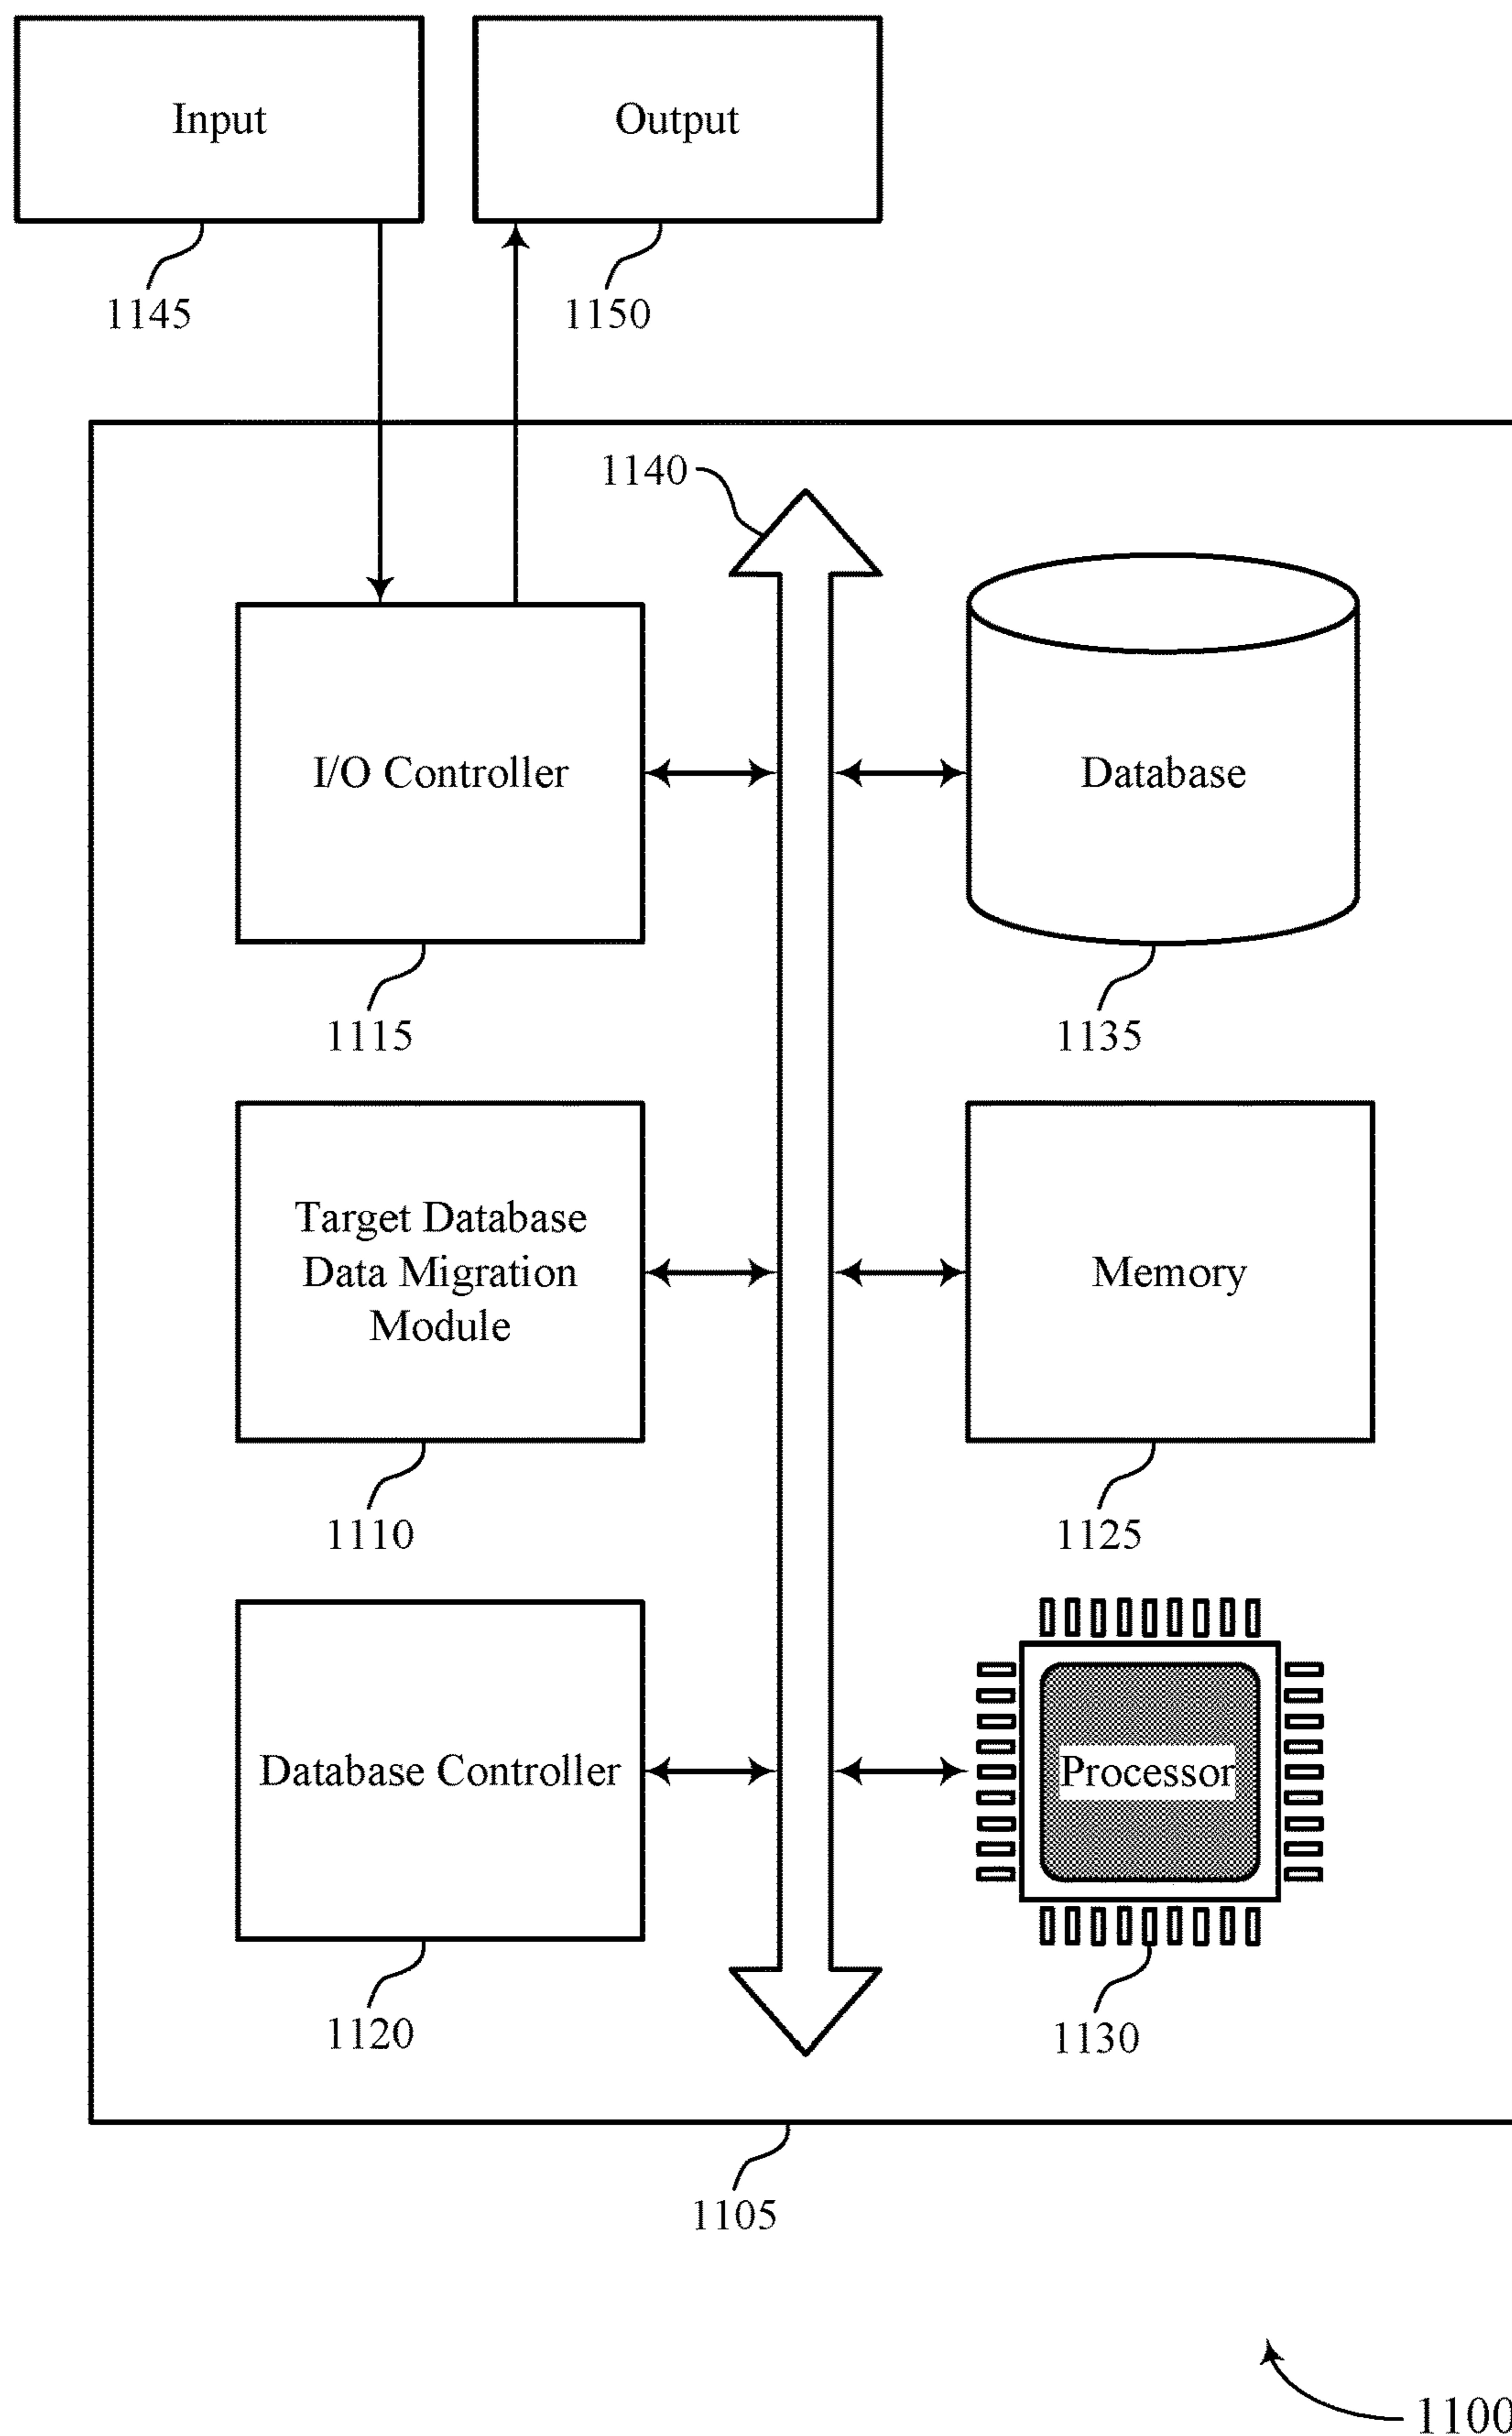 Input
Output
1145
1150
1140
I/O Controller
Database
1115
1135
Target Database
Data Migration
Module
Memory
1110
1125
Database Controller
Processor
1120
1130
1105
1100